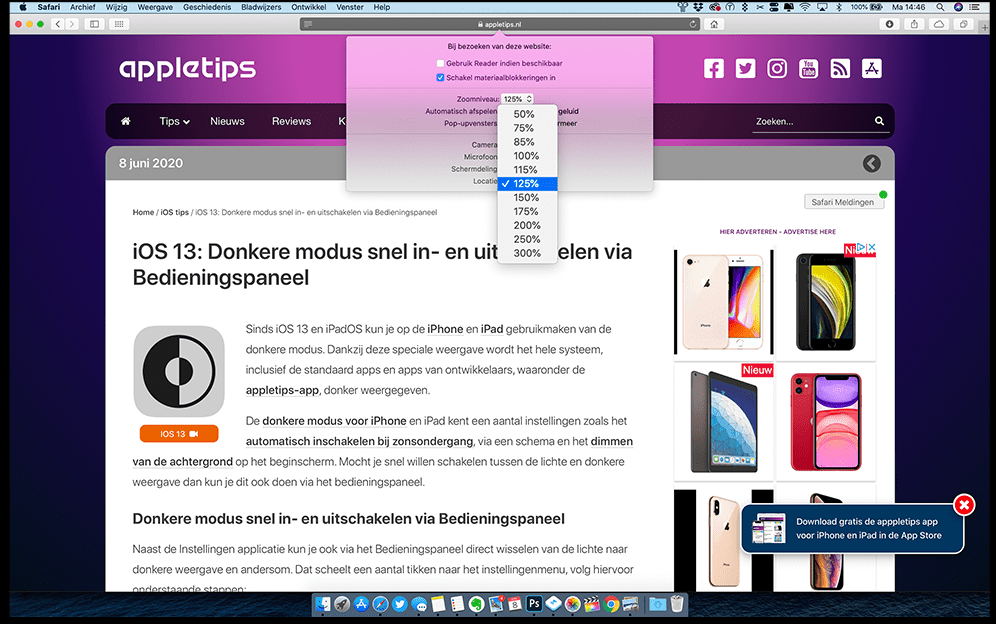 Safari Archief Wijzig Weergave Geschiedenis Bladwijzers Ontwikkel Venster Help
100% Ma 14:46
appletips.nl
Bij bezoeken van deze website:
Gebruik Reader indien beschikbaar
Schakel materiaalblokkeringen in
Zoomniveau: 125%
Automatisch afspelen geluid
Pop-upvensters
Camera
Microfoon
Schermdeling
Locatie
50%
75%
85%
100%
115%
125%
150%
175%
200%
250%
300%
appletips
You Tube
Tips Nieuws Reviews K
Zoeken...
8 juni 2020
Safari Meldingen
Home / iOS tips / iOS 13: Donkere modus snel in- en uitschakelen via Bedieningspaneel
HIER ADVERTEREN - ADVERTISE HERE
iOS 13: Donkere modus snel in- en uit elen via
Bedieningspaneel
iPhone
Nieuw
iOS 13
Sinds iOS 13 en iPadOS kun je op de iPhone en iPad gebruikmaken van de
donkere modus. Dankzij deze speciale weergave wordt het hele systeem,
inclusief de standaard apps en apps van ontwikkelaars, waaronder de
appletips-app, donker weergegeven.
De donkere modus voor iPhone en iPad kent een aantal instellingen zoals het
automatisch inschakelen bij zonsondergang, via een schema en het dimmen
van de achtergrond op het beginscherm. Mocht je snel willen schakelen tussen de lichte en donkere
weergave dan kun je dit ook doen via het bedieningspaneel.
Donkere modus snel in- en uitschakelen via Bedieningspaneel
Naast de Instellingen applicatie kun je ook via het Bedieningspaneel direct wisselen van de lichte naar
donkere weergave en andersom. Dat scheelt een aantal tikken naar het instellingenmenu, volg hiervoor
onderstaande stappen:
Download gratis de apppletips app
voor iPhone en iPad in de App Store
8
Ps